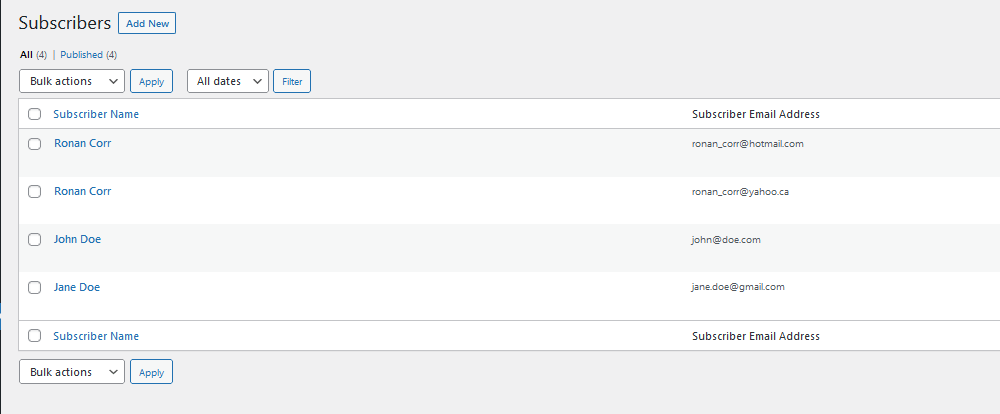 Subscribers Add New
All (4) | Published (4)
Bulk actions Apply All dates Filter
Subscriber Name Subscriber Email Address
Ronan Corr ronan_corr@hotmail.com
Ronan Corr ronan_corr@yahoo.ca
John Doe john@doe.com
Jane Doe jane.doe@gmail.com
Subscriber Name Subscriber Email Address
Bulk actions Apply